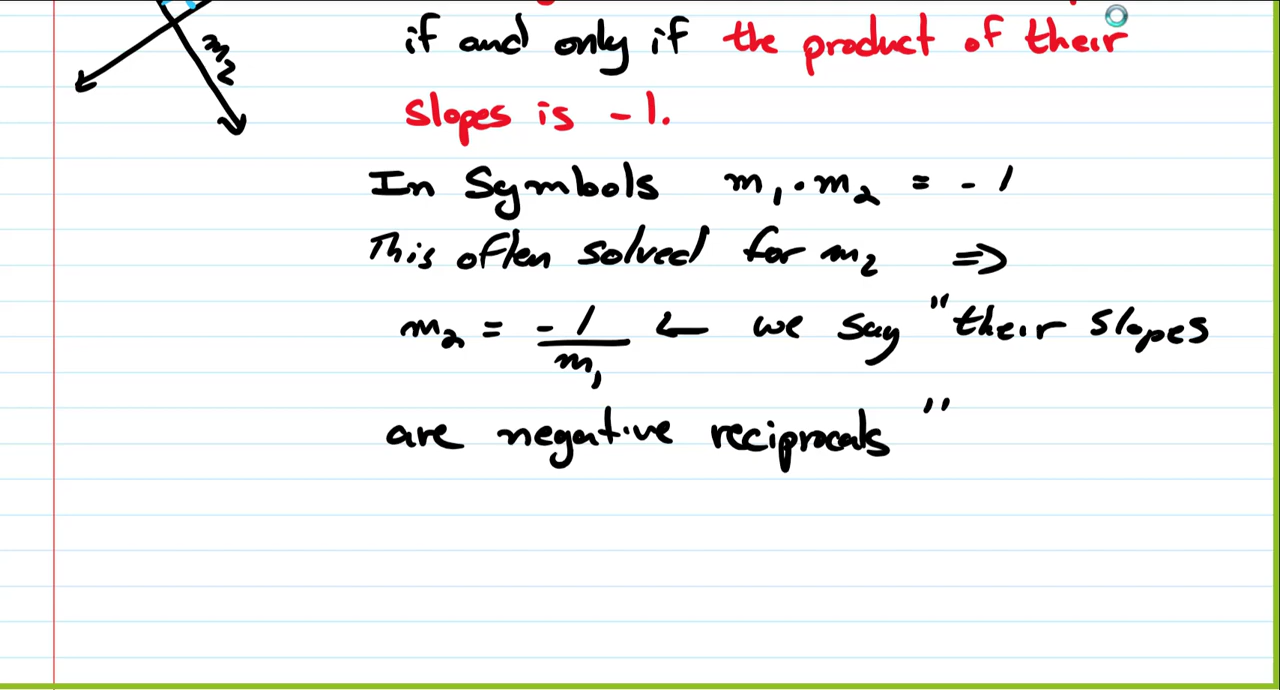 m2
if and only if the product of their
slopes is -1.
In Symbols m₁ · m₂ = -1
This often solved for m₂ ⇒
m₂ = -1/m₁ ← we say "their slopes
are negative reciprocals"